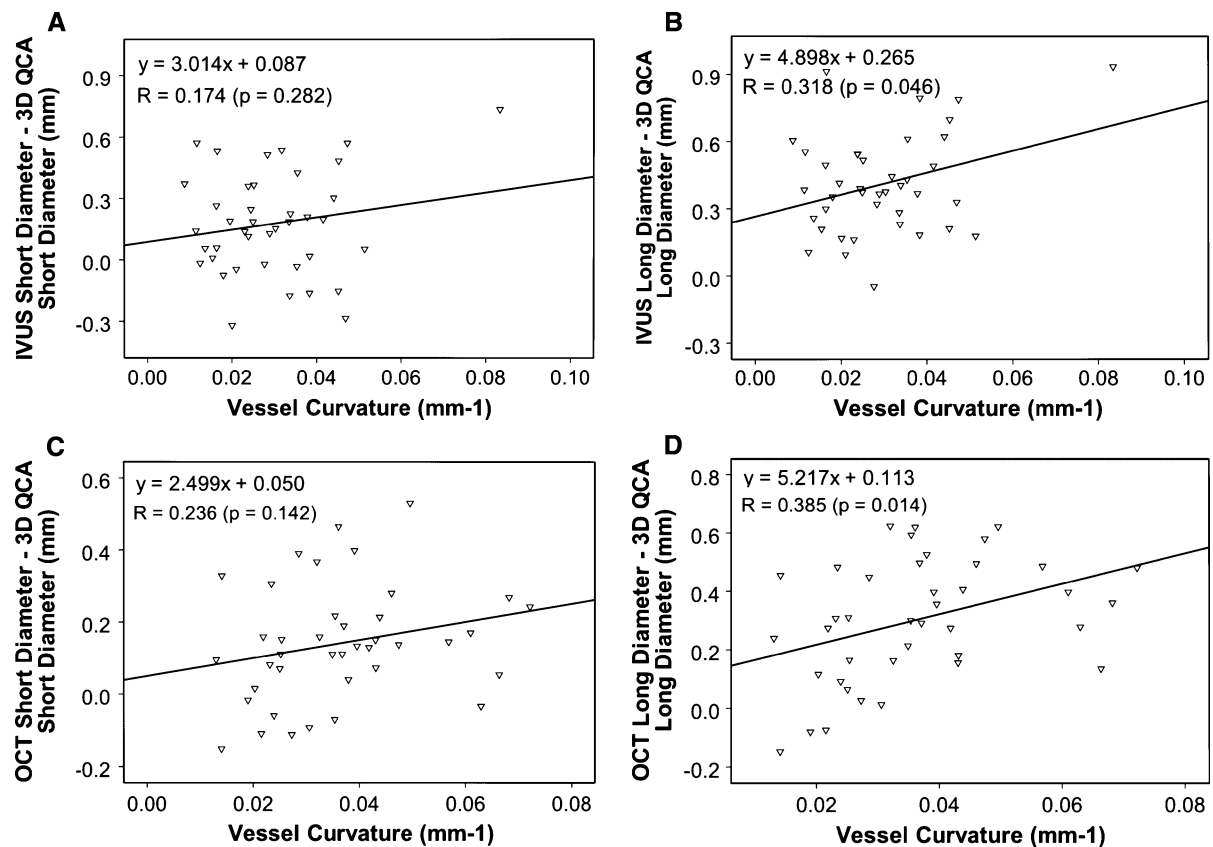 A
IVUS Short Diameter - 3D QCA
Short Diameter (mm)
y = 3.014x + 0.087
R = 0.174 (p = 0.282)
0.9
0.6
0.3
0.0
-0.3
0.00 0.02 0.04 0.06 0.08 0.10
Vessel Curvature (mm-1)
B
IVUS Long Diameter - 3D QCA
Long Diameter (mm)
y = 4.898x + 0.265
R = 0.318 (p = 0.046)
0.9
0.6
0.3
0.0
-0.3
0.00 0.02 0.04 0.06 0.08 0.10
Vessel Curvature (mm-1)
C
OCT Short Diameter - 3D QCA
Short Diameter (mm)
y = 2.499x + 0.050
R = 0.236 (p = 0.142)
0.6
0.4
0.2
0.0
-0.2
0.00 0.02 0.04 0.06 0.08
Vessel Curvature (mm-1)
D
OCT Long Diameter - 3D QCA
Long Diameter (mm)
y = 5.217x + 0.113
R = 0.385 (p = 0.014)
0.8
0.6
0.4
0.2
0.0
-0.2
0.02 0.04 0.06 0.08
Vessel Curvature (mm-1)